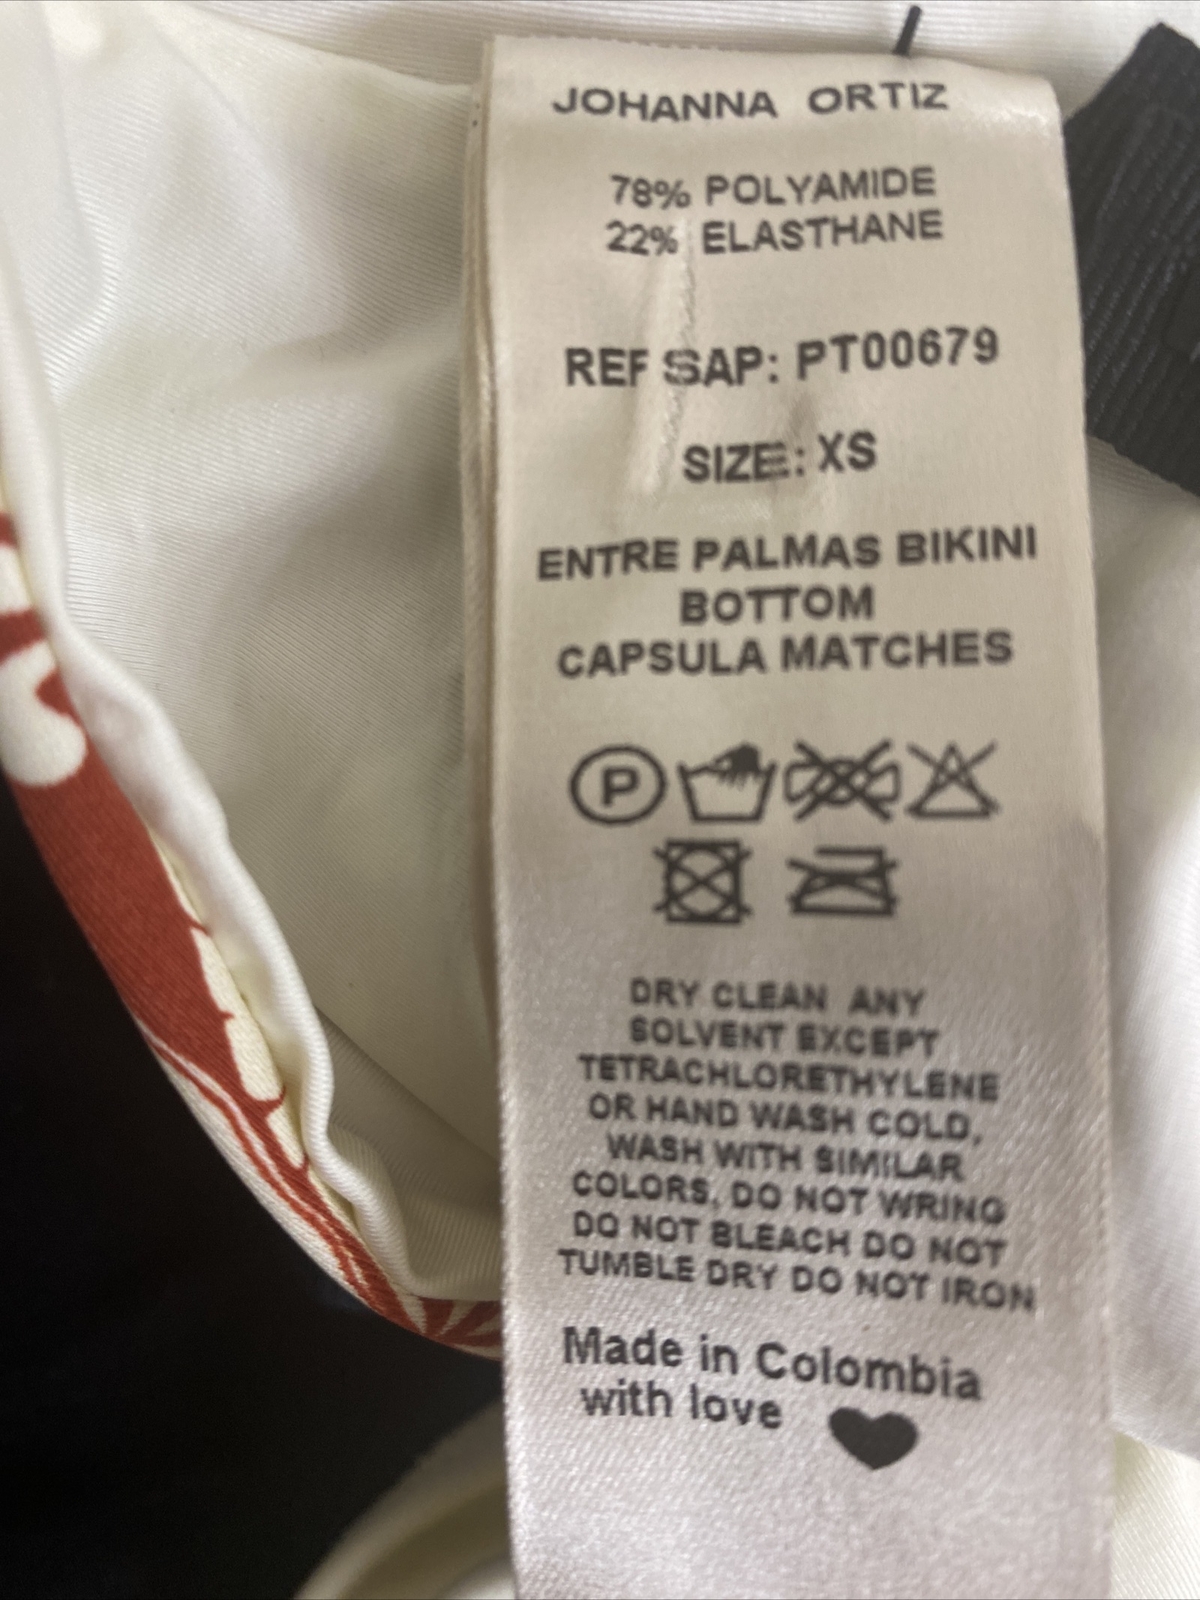 JOHANNA ORTIZ
78% POLYAMIDE
22% ELASTHANE
REF SAP: PT00679
SIZE: XS
ENTRE PALMAS BIKINI
BOTTOM
CAPSULA MATCHES
P
DRY CLEAN ANY
SOLVENT EXCEPT
TETRACHLORETHYLENE
OR HAND WASH COLD,
WASH WITH SIMILAR
COLORS, DO NOT WRING
DO NOT BLEACH DO NOT
TUMBLE DRY DO NOT IRON
Made in Colombia
with love